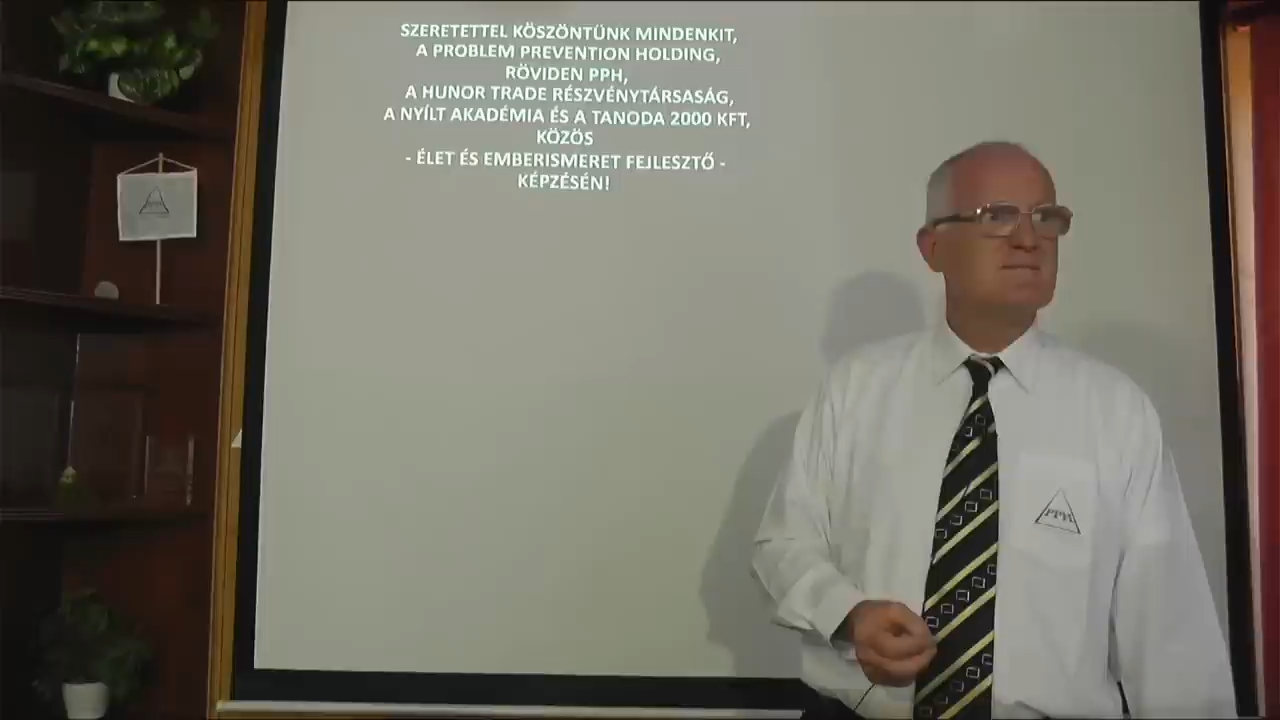 SZERETETTEL KÖSZÖNTÜNK MINDENKIT,
A PROBLEM PREVENTION HOLDING,
RÖVIDEN PPH,
A HUNOR TRADE RÉSZVÉNYTÁRSASÁG,
A NYÍLT AKADÉMIA ÉS A TANODA 2000 KFT,
KÖZÖS
- ÉLET ÉS EMBERISMERET FEJLESZTŐ -
KÉPZÉSÉN!
PPH